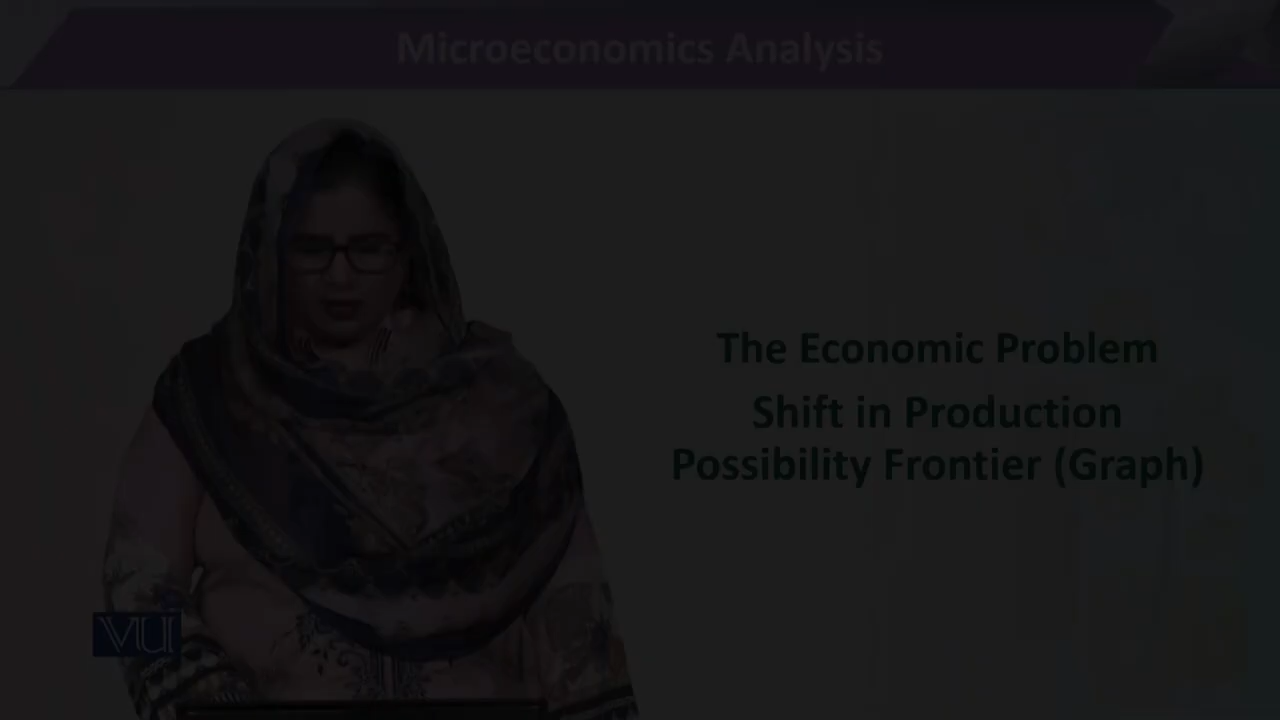 Microeconomics Analysis
The Economic Problem
Shift in Production
Possibility Frontier (Graph)
VU